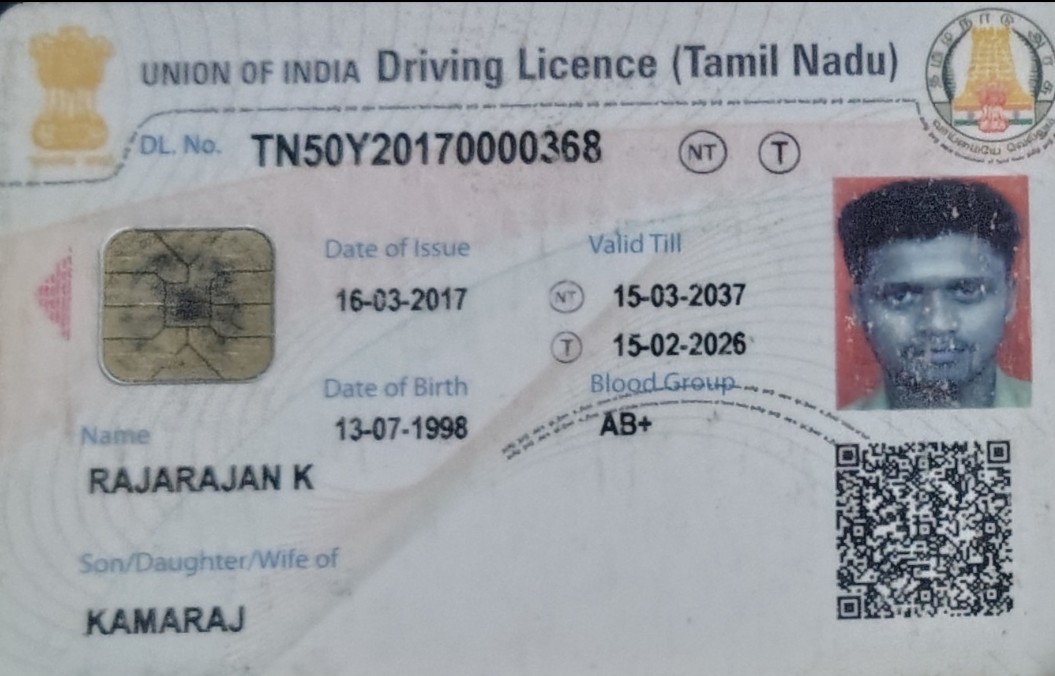 UNION OF INDIA Driving Licence (Tamil Nadu)
DL. No. TN50Y20170000368 NT T
Date of Issue Valid Till
16-03-2017 NT 15-03-2037
T 15-02-2026
Date of Birth Blood Group
13-07-1998 AB+
Name
RAJARAJAN K
Son/Daughter/Wife of
KAMARAJ